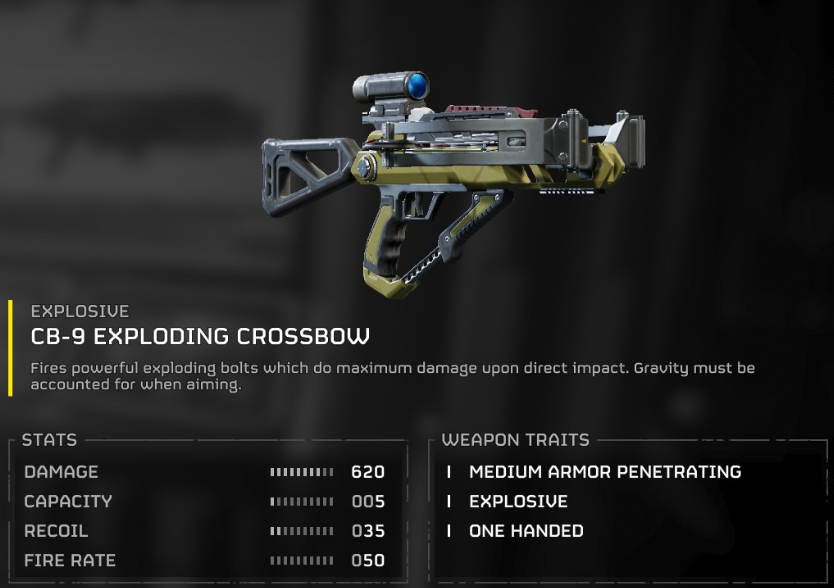 EXPLOSIVE
CB-9 EXPLODING CROSSBOW
Fires powerful exploding bolts which do maximum damage upon direct impact. Gravity must be
accounted for when aiming.
STATS
DAMAGE 620
CAPACITY 005
RECOIL 035
FIRE RATE 050
WEAPON TRAITS
I MEDIUM ARMOR PENETRATING
I EXPLOSIVE
I ONE HANDED